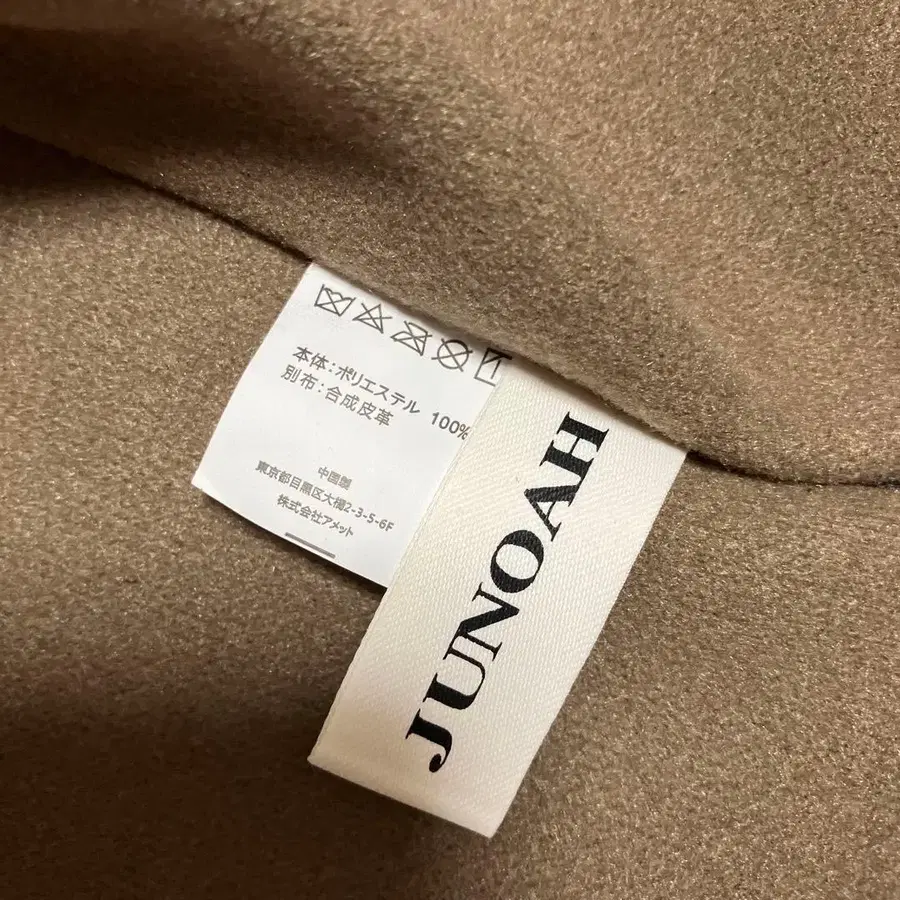 本体：ポリエステル 100%
別布：合成皮革
中国製
東京都目黒区大橋2-3-5-6F
株式会社アメット
JUNOAH